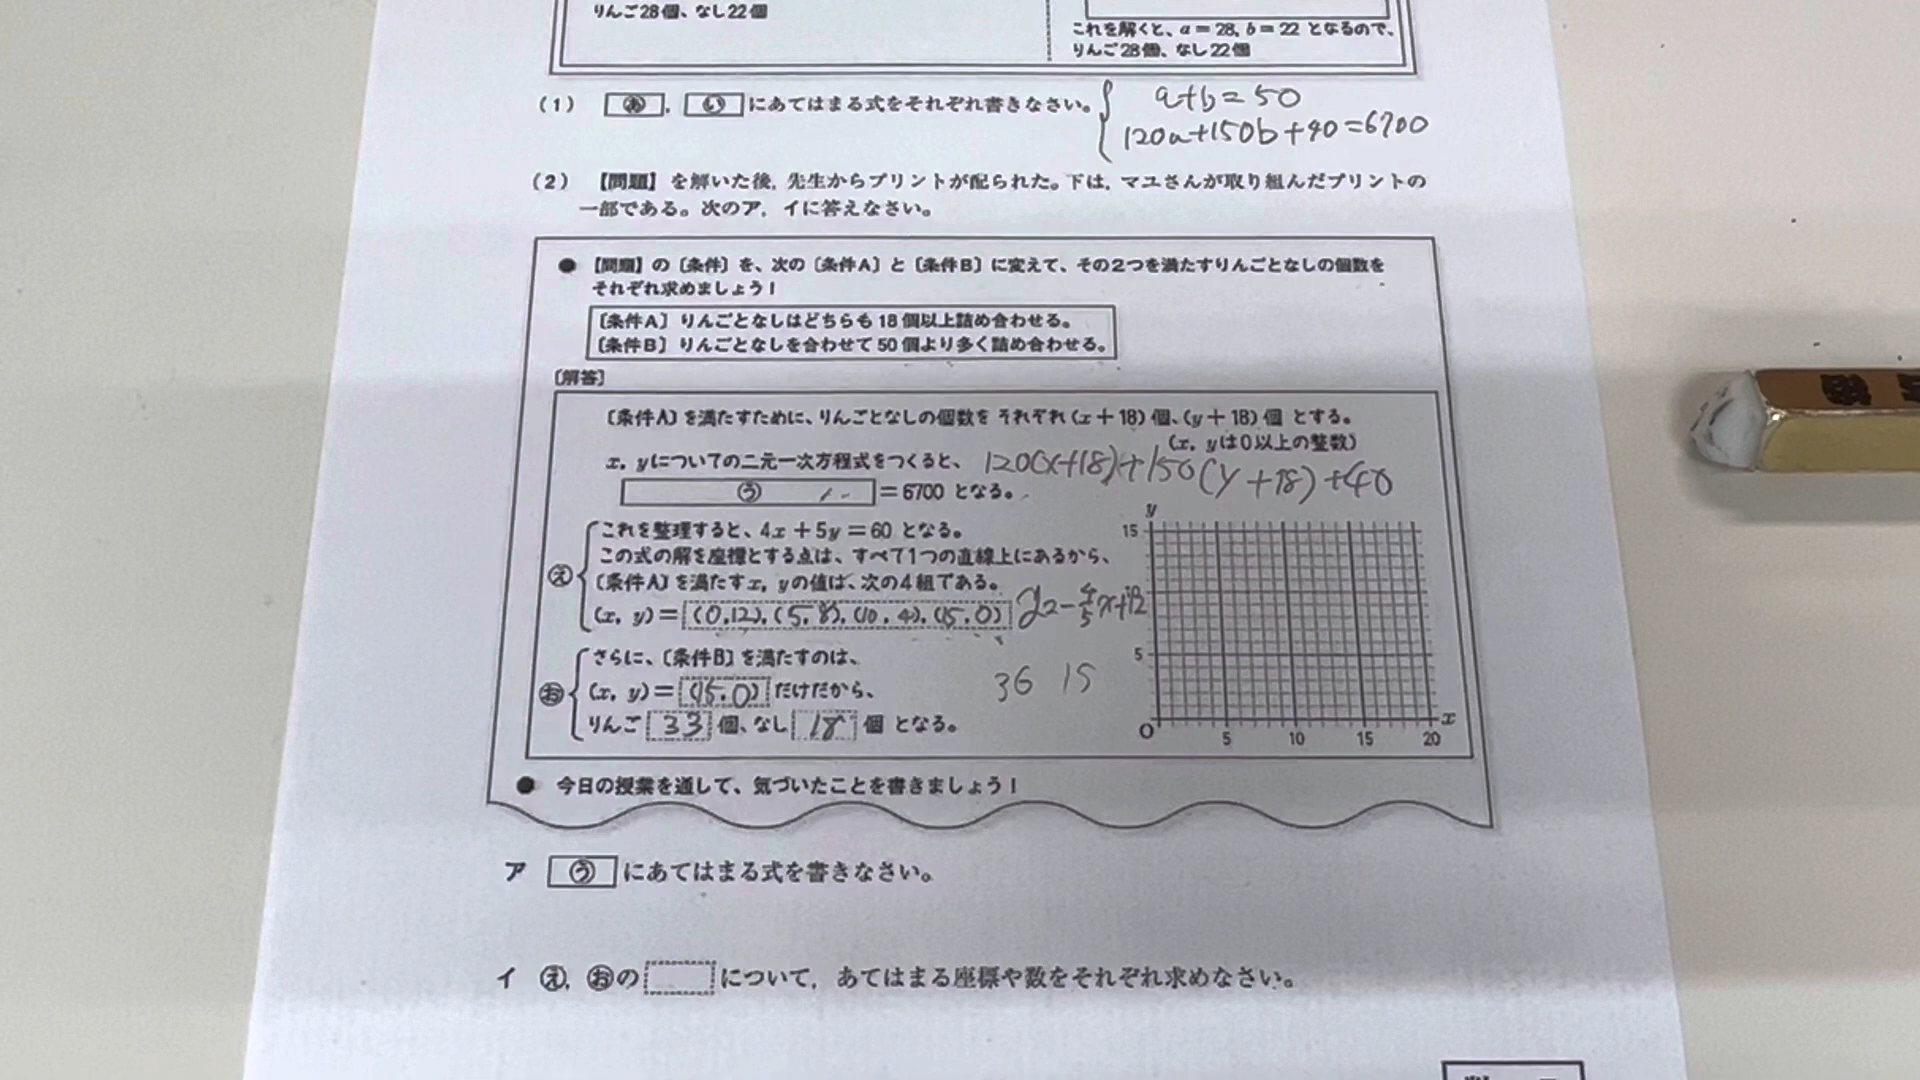 りんご28個、なし22個
これを解くと、a＝28, b＝22 となるので、
りんご28個、なし22個
(1) あ, い にあてはまる式をそれぞれ書きなさい。
a+b=50
120a+150b+40=6700
(2) 【問題】を解いた後, 先生からプリントが配られた。下は, マユさんが取り組んだプリントの
一部である。次のア, イに答えなさい。
● 【問題】の〔条件〕を、次の〔条件A〕と〔条件B〕に変えて、その2つを満たすりんごとなしの個数を
それぞれ求めましょう！
〔条件A〕りんごとなしはどちらも18個以上詰め合わせる。
〔条件B〕りんごとなしを合わせて50個より多く詰め合わせる。
〔解答〕
〔条件A〕を満たすために、りんごとなしの個数を それぞれ(x＋18)個、(y＋18)個 とする。
(x, yは0以上の整数)
x, yについての二元一次方程式をつくると、 120(x+18)+150(y+18)+40
う ＝6700 となる。
え これを整理すると、4x＋5y＝60 となる。
この式の解を座標とする点は、すべて1つの直線上にあるから、
〔条件A〕を満たすx, yの値は、次の4組である。
(x, y)＝ (0,12), (5,8), (10,4), (15,0) y=-4/5x+12
お さらに、〔条件B〕を満たすのは、
(x, y)＝ (15,0) だけだから、
りんご 33 個、なし 18 個 となる。
36 15
y
15
5
O 5 10 15 20 x
● 今日の授業を通して、気づいたことを書きましょう！
ア う にあてはまる式を書きなさい。
イ え, おの について, あてはまる座標や数をそれぞれ求めなさい。